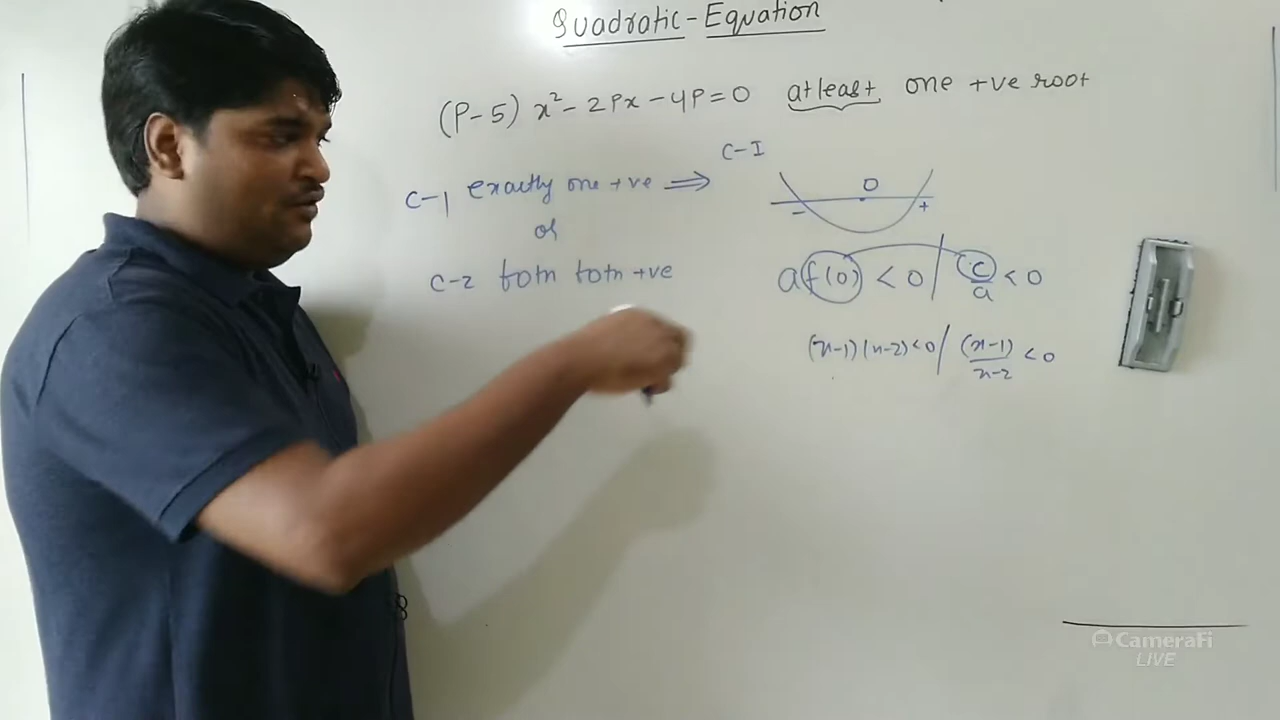 Quadratic-Equation
(P-5) x² - 2Px - 4P = 0 atleast one +ve root
C-I
C-1 exactly one +ve ⇒
O
- +
or
C-2 both both +ve
a f(0) < 0 / c/a < 0
(x-1)(x-2) < 0 / (x-1)/x-2 < 0
CameraFi
LIVE